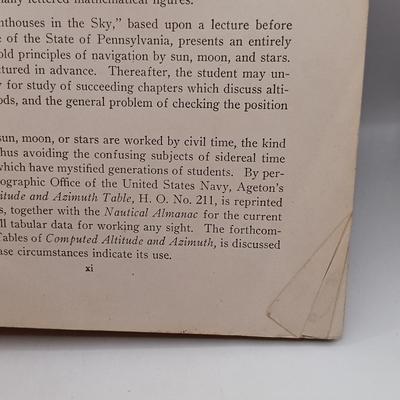 lettered mathematical figures.
nthouses in the Sky,” based upon a lecture before
e of the State of Pennsylvania, presents an entirely
old principles of navigation by sun, moon, and stars.
tured in advance. Thereafter, the student may un-
y for study of succeeding chapters which discuss alti-
ods, and the general problem of checking the position
sun, moon, or stars are worked by civil time, the kind
hus avoiding the confusing subjects of sidereal time
which have mystified generations of students. By per-
ographic Office of the United States Navy, Ageton's
titude and Azimuth Table, H. O. No. 211, is reprinted
s, together with the Nautical Almanac for the current
ll tabular data for working any sight. The forthcom-
Tables of Computed Altitude and Azimuth, is discussed
ase circumstances indicate its use.
xi